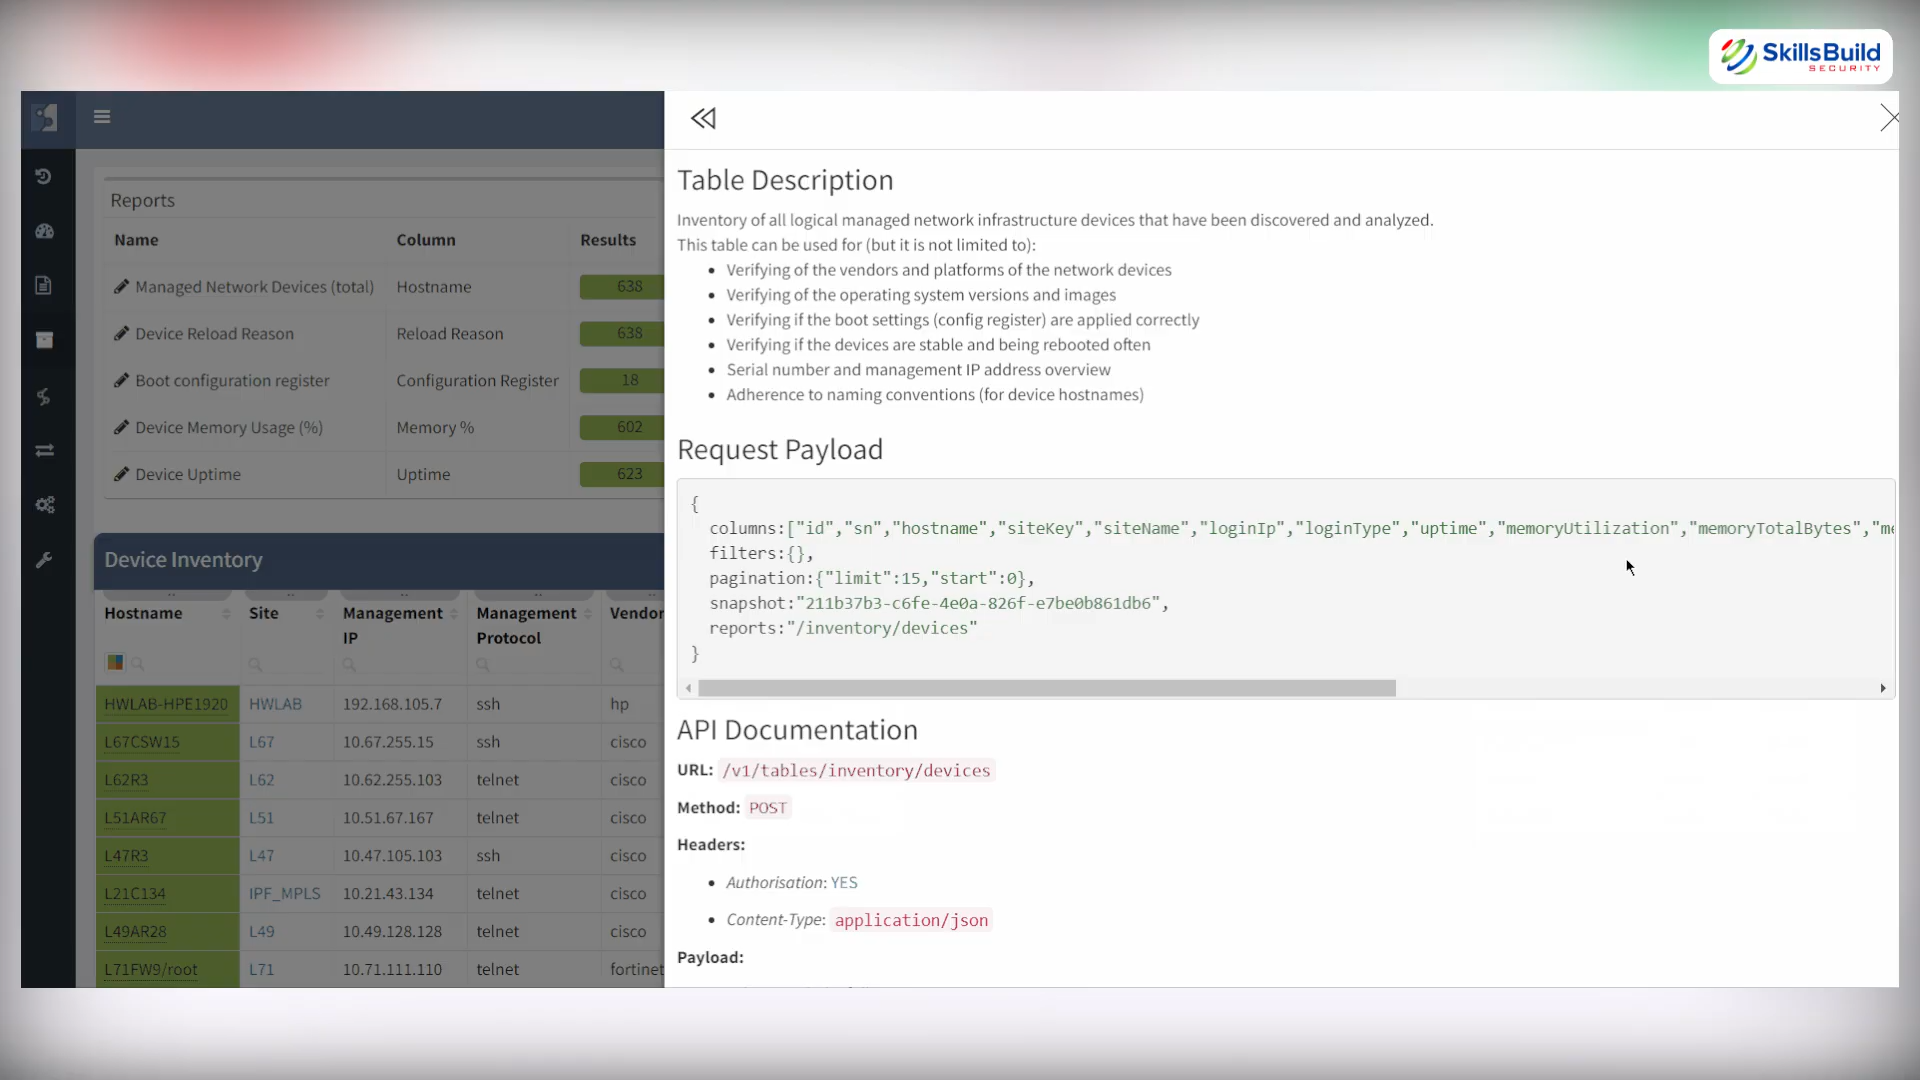 SkillsBuild
SECURITY
Reports
Name Column Results
Managed Network Devices (total) Hostname 638
Device Reload Reason Reload Reason 638
Boot configuration register Configuration Register 18
Device Memory Usage (%) Memory % 602
Device Uptime Uptime 623
Device Inventory
Hostname Site Management IP Management Protocol Vendor
HWLAB-HPE1920 HWLAB 192.168.105.7 ssh hp
L67CSW15 L67 10.67.255.15 ssh cisco
L62R3 L62 10.62.255.103 telnet cisco
L51AR67 L51 10.51.67.167 telnet cisco
L47R3 L47 10.47.105.103 ssh cisco
L21C134 IPF_MPLS 10.21.43.134 telnet cisco
L49AR28 L49 10.49.128.128 telnet cisco
L71FW9/root L71 10.71.111.110 telnet fortinet
Table Description
Inventory of all logical managed network infrastructure devices that have been discovered and analyzed.
This table can be used for (but it is not limited to):
• Verifying of the vendors and platforms of the network devices
• Verifying of the operating system versions and images
• Verifying if the boot settings (config register) are applied correctly
• Verifying if the devices are stable and being rebooted often
• Serial number and management IP address overview
• Adherence to naming conventions (for device hostnames)
Request Payload
{
columns:["id","sn","hostname","siteKey","siteName","loginIp","loginType","uptime","memoryUtilization","memoryTotalBytes","me
filters:{},
pagination:{"limit":15,"start":0},
snapshot:"211b37b3-c6fe-4e0a-826f-e7be0b861db6",
reports:"/inventory/devices"
}
API Documentation
URL: /v1/tables/inventory/devices
Method: POST
Headers:
• Authorisation: YES
• Content-Type: application/json
Payload: